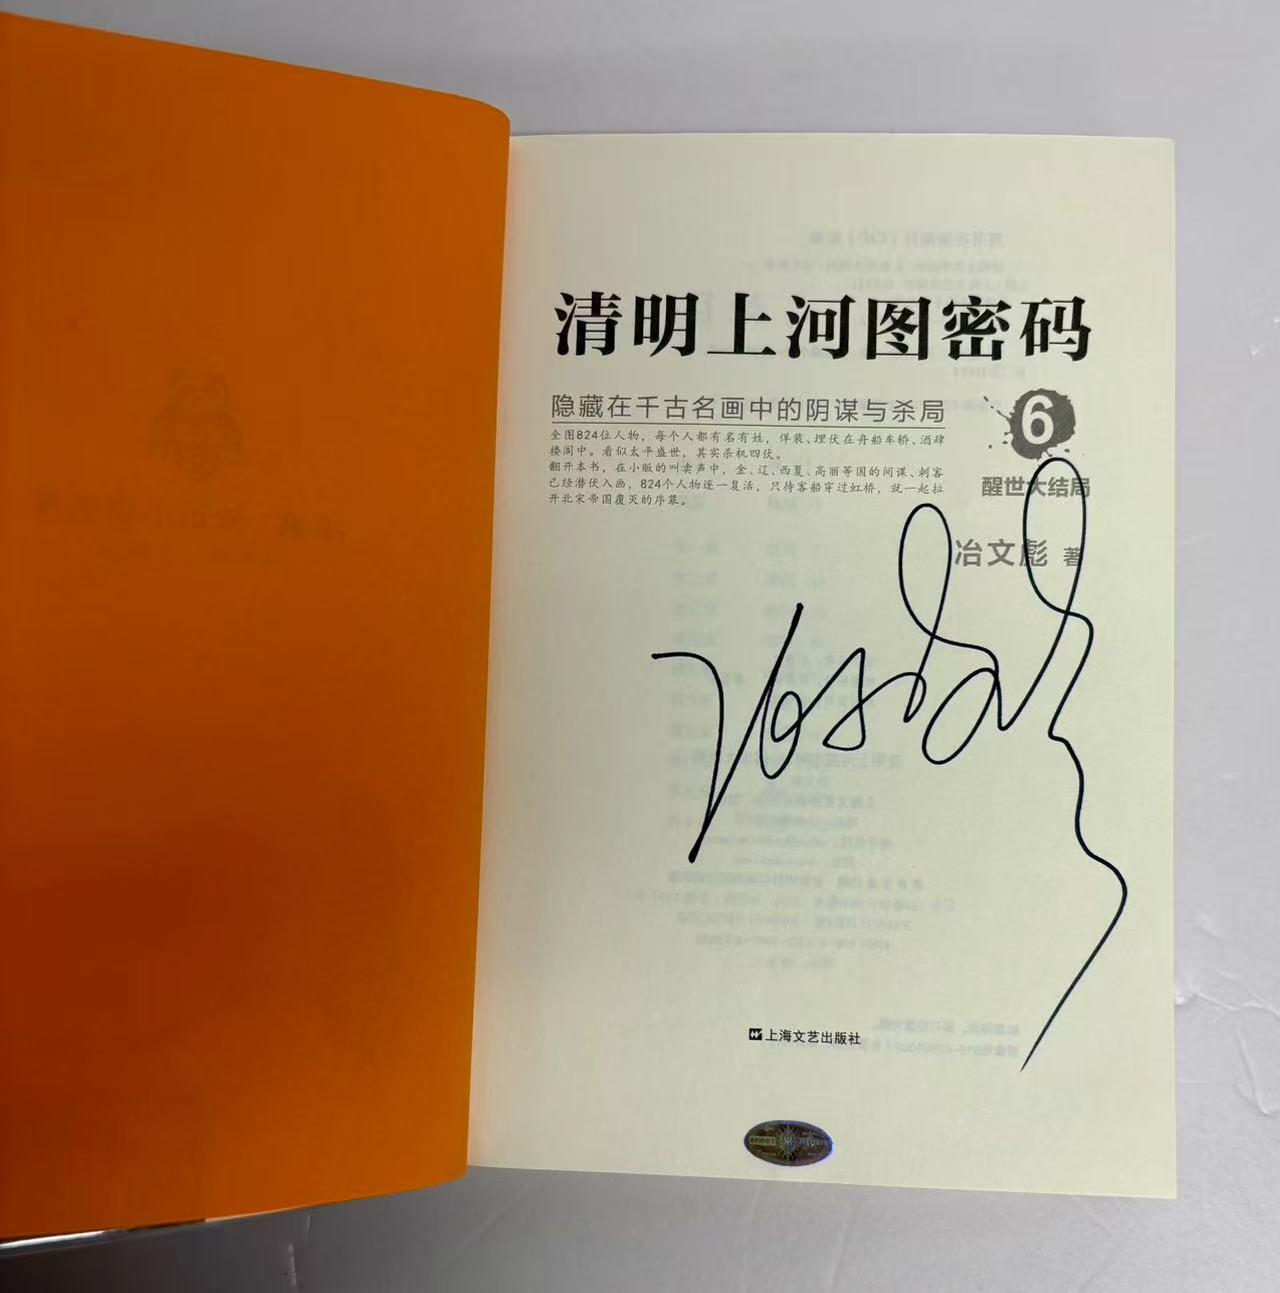 清明上河图密码
隐藏在千古名画中的阴谋与杀局
6
全图824位人物，每个人都有名有姓，佯装、埋伏在舟船车轿、酒肆
楼阁中。看似太平盛世，其实杀机四伏。
翻开本书，在小贩的叫卖声中，金、辽、西夏、高丽等国的间谍、刺客
已经潜伏入画，824个人物逐一复活，只待客船穿过虹桥，就一起拉
开北宋帝国覆灭的序幕。
醒世大结局
冶文彪 著
上海文艺出版社